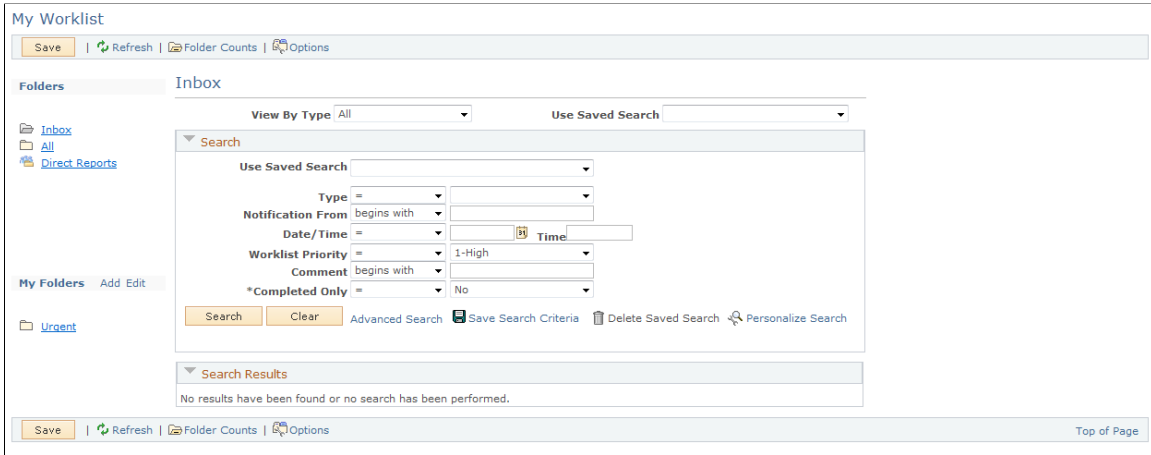 My Worklist
Save | Refresh | Folder Counts | Options
Folders
Inbox
All
Direct Reports
My Folders Add Edit
Urgent
Inbox
View By Type All Use Saved Search
Search
Use Saved Search
Type =
Notification From begins with
Date/Time = 31 Time
Worklist Priority = 1-High
Comment begins with
*Completed Only = No
Search Clear Advanced Search Save Search Criteria Delete Saved Search Personalize Search
Search Results
No results have been found or no search has been performed.
Save | Refresh | Folder Counts | Options Top of Page